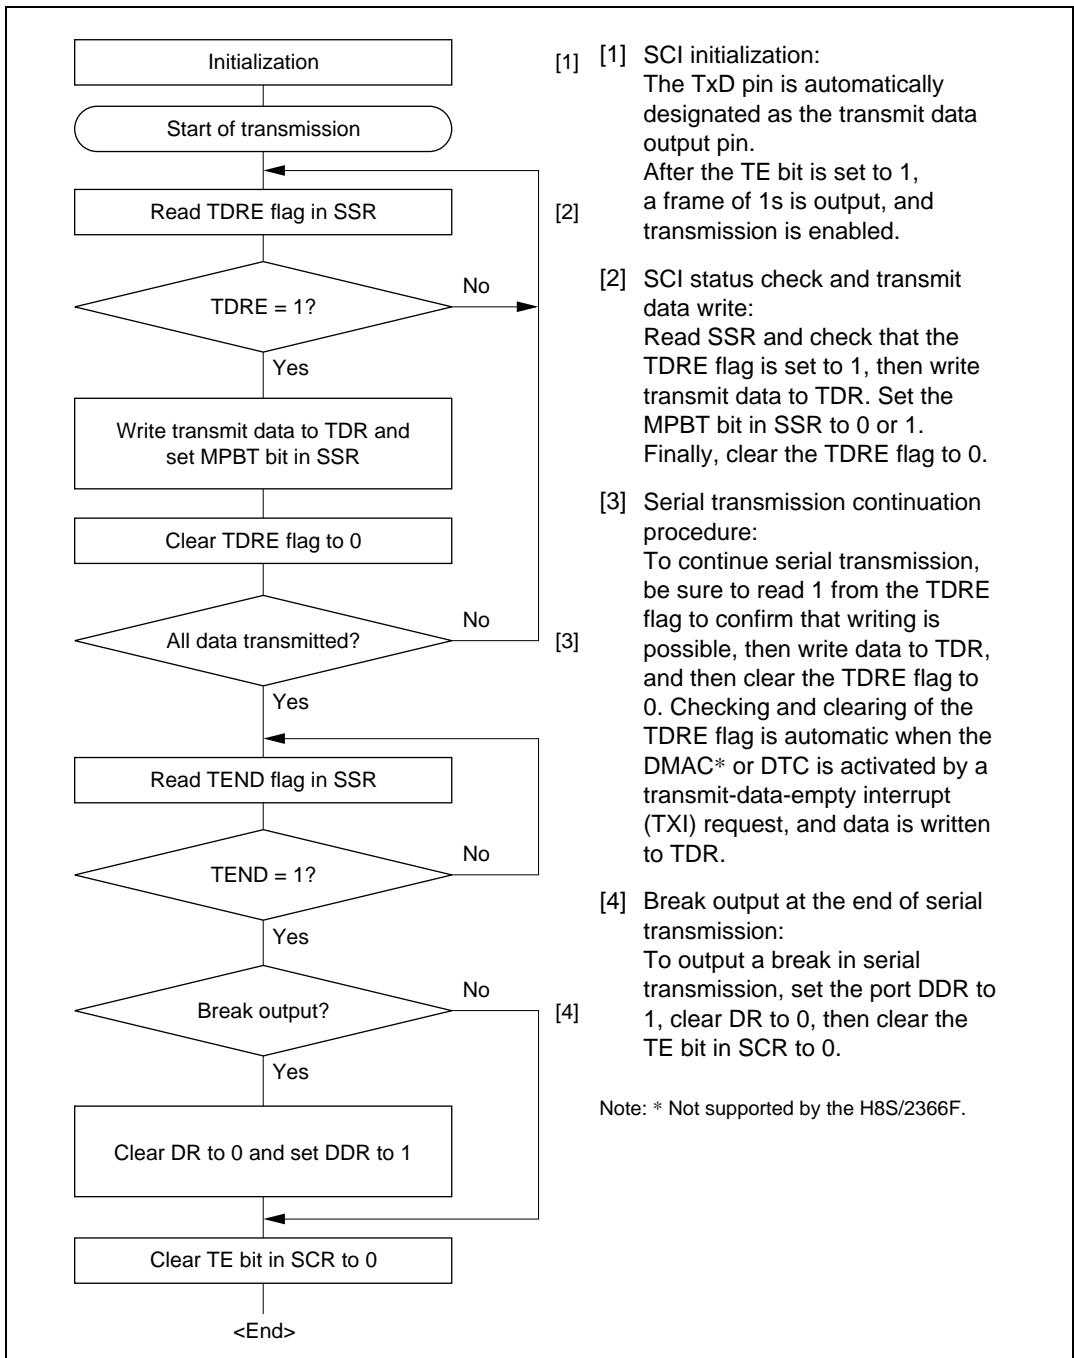 Initialization
[1]
Start of transmission
Read TDRE flag in SSR
[2]
TDRE = 1?
No
Yes
Write transmit data to TDR and
set MPBT bit in SSR
Clear TDRE flag to 0
All data transmitted?
No
[3]
Yes
Read TEND flag in SSR
TEND = 1?
No
Yes
Break output?
No
[4]
Yes
Clear DR to 0 and set DDR to 1
Clear TE bit in SCR to 0
<End>
[1] SCI initialization:
The TxD pin is automatically
designated as the transmit data
output pin.
After the TE bit is set to 1,
a frame of 1s is output, and
transmission is enabled.
[2] SCI status check and transmit
data write:
Read SSR and check that the
TDRE flag is set to 1, then write
transmit data to TDR. Set the
MPBT bit in SSR to 0 or 1.
Finally, clear the TDRE flag to 0.
[3] Serial transmission continuation
procedure:
To continue serial transmission,
be sure to read 1 from the TDRE
flag to confirm that writing is
possible, then write data to TDR,
and then clear the TDRE flag to
0. Checking and clearing of the
TDRE flag is automatic when the
DMAC* or DTC is activated by a
transmit-data-empty interrupt
(TXI) request, and data is written
to TDR.
[4] Break output at the end of serial
transmission:
To output a break in serial
transmission, set the port DDR to
1, clear DR to 0, then clear the
TE bit in SCR to 0.
Note: * Not supported by the H8S/2366F.